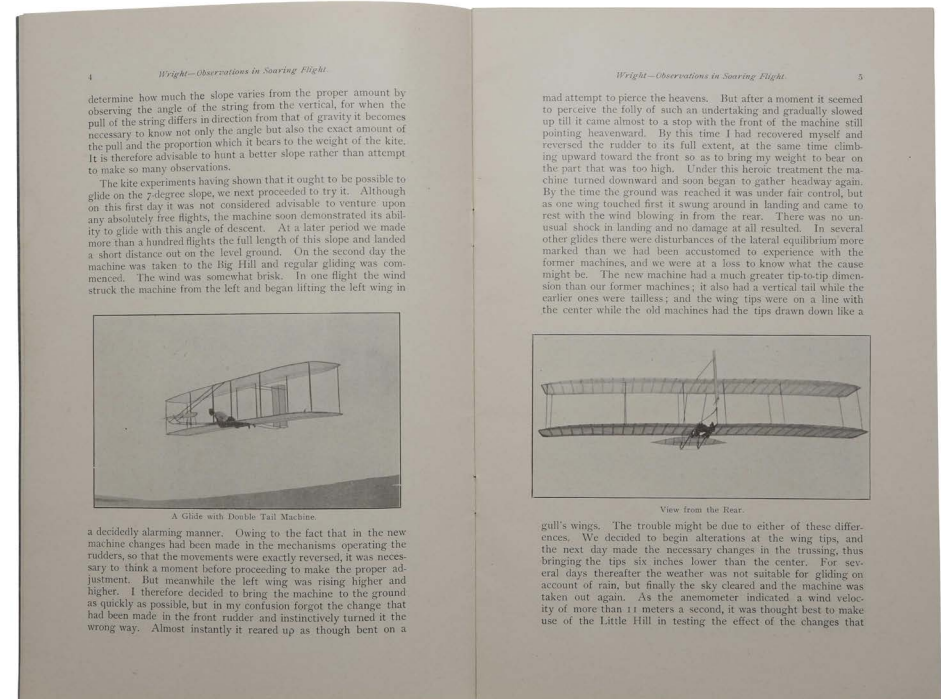 4
Wright—Observations in Soaring Flight.
determine how much the slope varies from the proper amount by
observing the angle of the string from the vertical, for when the
pull of the string differs in direction from that of gravity it becomes
necessary to know not only the angle but also the exact amount of
the pull and the proportion which it bears to the weight of the kite.
It is therefore advisable to hunt a better slope rather than attempt
to make so many observations.
The kite experiments having shown that it ought to be possible to
glide on the 7-degree slope, we next proceeded to try it. Although
on this first day it was not considered advisable to venture upon
any absolutely free flights, the machine soon demonstrated its abil-
ity to glide with this angle of descent. At a later period we made
more than a hundred flights the full length of this slope and landed
a short distance out on the level ground. On the second day the
machine was taken to the Big Hill and regular gliding was com-
menced. The wind was somewhat brisk. In one flight the wind
struck the machine from the left and began lifting the left wing in
A Glide with Double Tail Machine.
a decidedly alarming manner. Owing to the fact that in the new
machine changes had been made in the mechanisms operating the
rudders, so that the movements were exactly reversed, it was neces-
sary to think a moment before proceeding to make the proper ad-
justment. But meanwhile the left wing was rising higher and
higher. I therefore decided to bring the machine to the ground
as quickly as possible, but in my confusion forgot the change that
had been made in the front rudder and instinctively turned it the
wrong way. Almost instantly it reared up as though bent on a
Wright—Observations in Soaring Flight.
5
mad attempt to pierce the heavens. But after a moment it seemed
to perceive the folly of such an undertaking and gradually slowed
up till it came almost to a stop with the front of the machine still
pointing heavenward. By this time I had recovered myself and
reversed the rudder to its full extent, at the same time climb-
ing upward toward the front so as to bring my weight to bear on
the part that was too high. Under this heroic treatment the ma-
chine turned downward and soon began to gather headway again.
By the time the ground was reached it was under fair control, but
as one wing touched first it swung around in landing and came to
rest with the wind blowing in from the rear. There was no un-
usual shock in landing and no damage at all resulted. In several
other glides there were disturbances of the lateral equilibrium more
marked than we had been accustomed to experience with the
former machines, and we were at a loss to know what the cause
might be. The new machine had a much greater tip-to-tip dimen-
sion than our former machines; it also had a vertical tail while the
earlier ones were tailless; and the wing tips were on a line with
the center while the old machines had the tips drawn down like a
View from the Rear.
gull's wings. The trouble might be due to either of these differ-
ences. We decided to begin alterations at the wing tips, and
the next day made the necessary changes in the trussing, thus
bringing the tips six inches lower than the center. For sev-
eral days thereafter the weather was not suitable for gliding on
account of rain, but finally the sky cleared and the machine was
taken out again. As the anemometer indicated a wind veloc-
ity of more than 11 meters a second, it was thought best to make
use of the Little Hill in testing the effect of the changes that